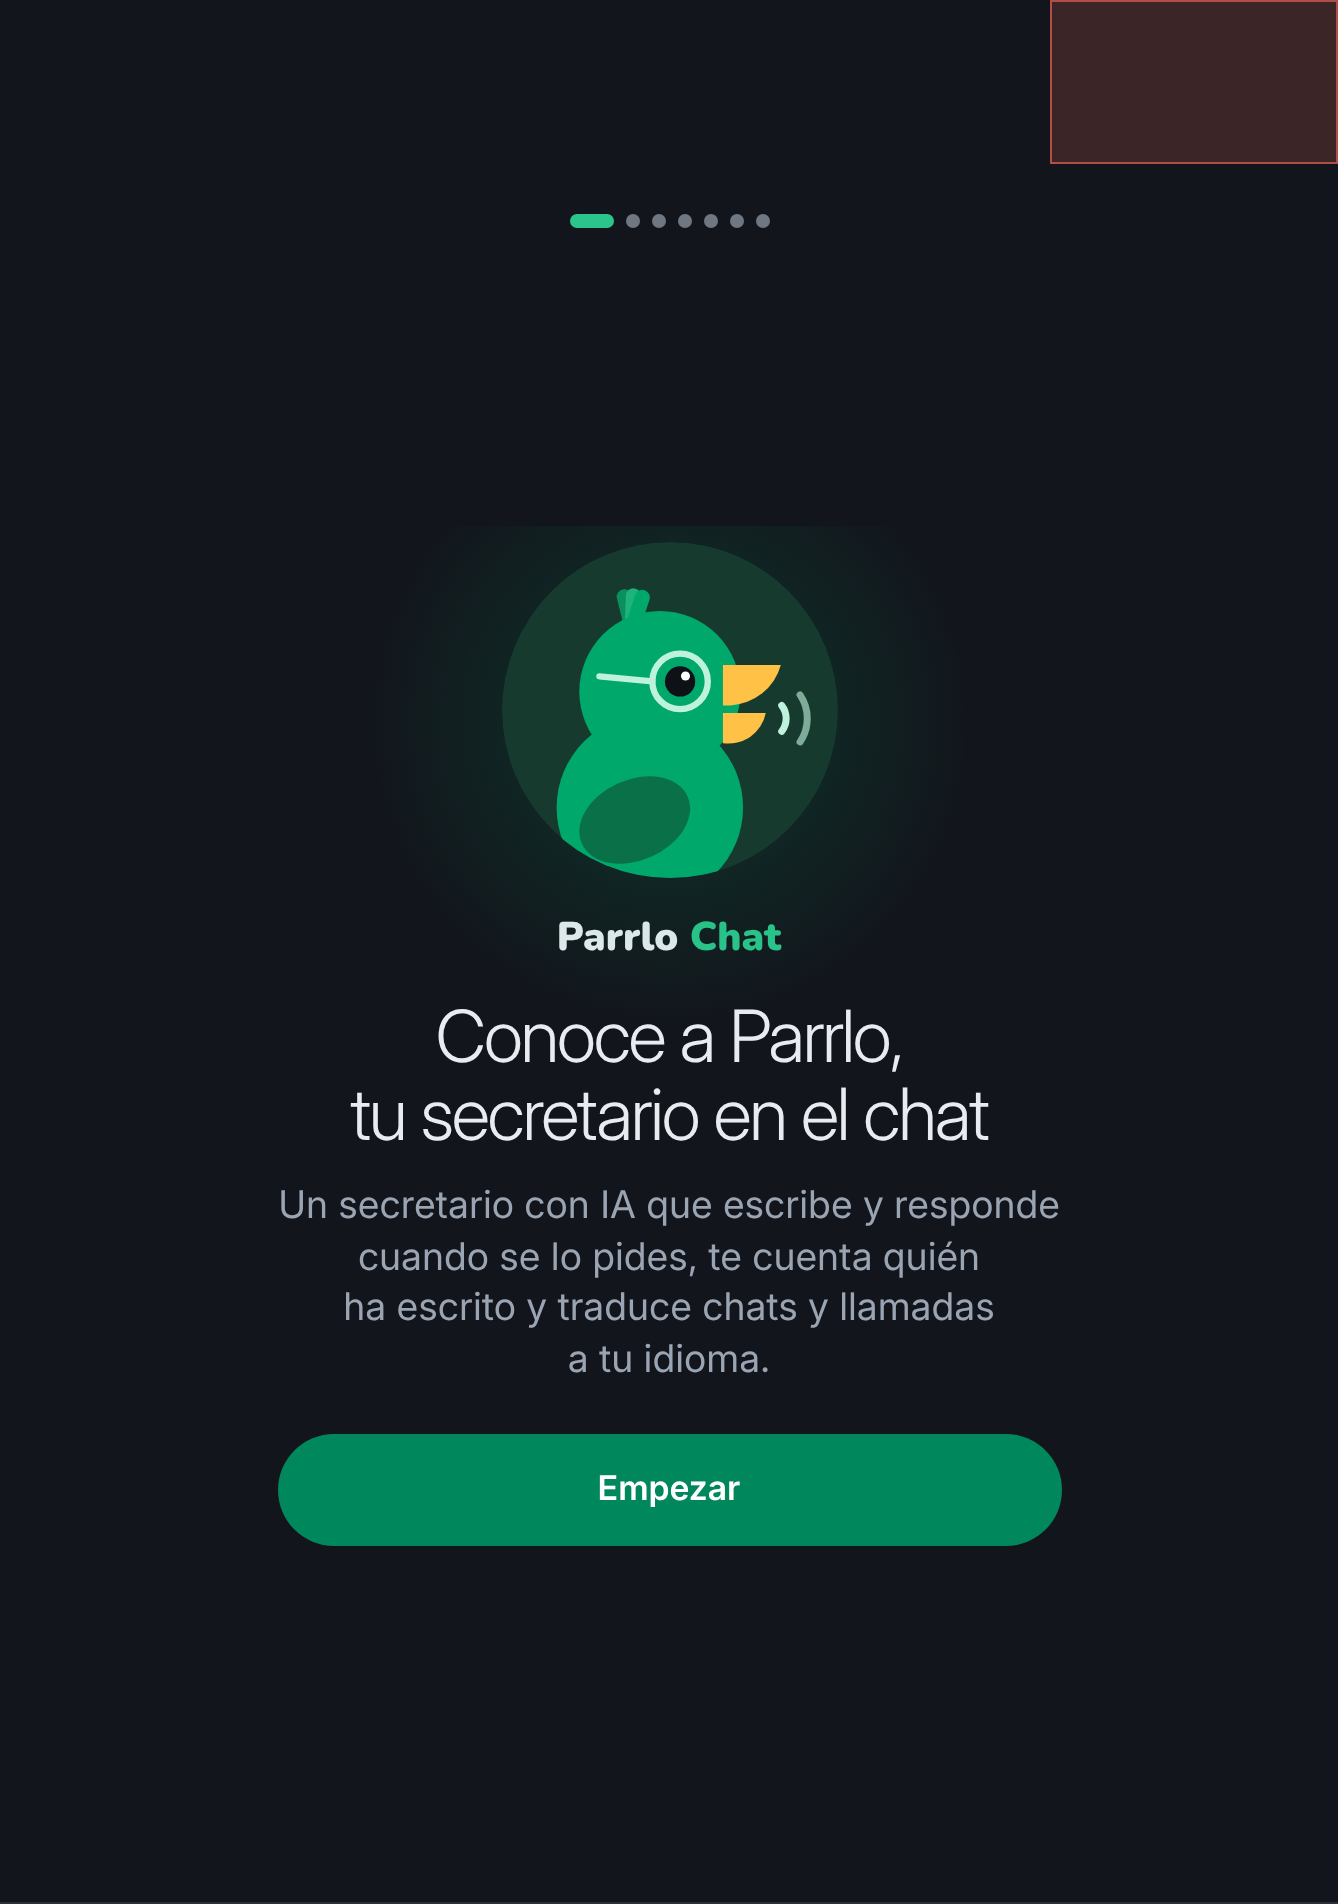 Parrlo Chat
Conoce a Parrlo,
tu secretario en el chat
Un secretario con IA que escribe y responde
cuando se lo pides, te cuenta quién
ha escrito y traduce chats y llamadas
a tu idioma.
Empezar